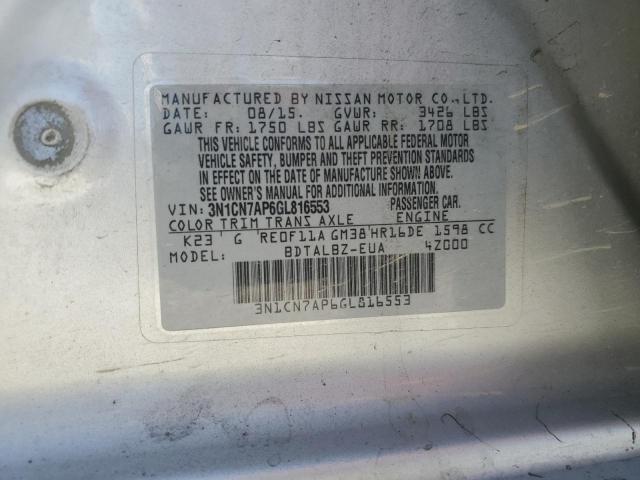 MANUFACTURED BY NISSAN MOTOR CO.,LTD.
DATE: 08/15. GVWR: 3426 LBS
GAWR FR: 1750 LBS GAWR RR: 1708 LBS
THIS VEHICLE CONFORMS TO ALL APPLICABLE FEDERAL MOTOR
VEHICLE SAFETY, BUMPER AND THEFT PREVENTION STANDARDS
IN EFFECT ON THE DATE OF MANUFACTURE SHOWN ABOVE.
SEE OWNER'S MANUAL FOR ADDITIONAL INFORMATION.
VIN: 3N1CN7AP6GL816553 PASSENGER CAR.
COLOR TRIM TRANS AXLE ENGINE
K23 G RE0F11A GM38 HR16DE 1598 CC
MODEL: BDTALBZ-EUA 4Z000
3N1CN7AP6GL816553